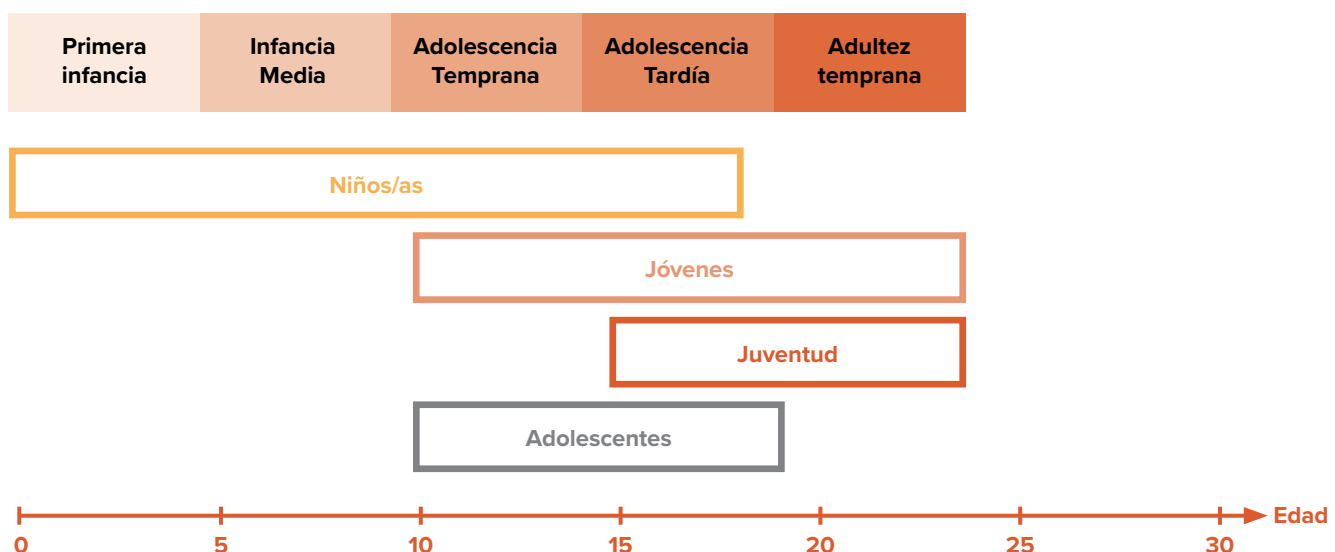 Primera
infancia
Infancia
Media
Adolescencia
Temprana
Adolescencia
Tardía
Adultez
temprana
Niños/as
Jóvenes
Juventud
Adolescentes
Edad
0 5 10 15 20 25 30